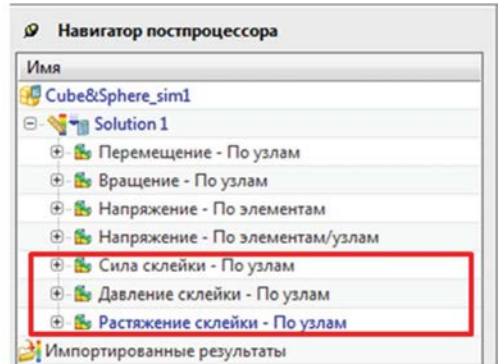 Навигатор постпроцессора
Имя
Cube&Sphere_sim1
Solution 1
Перемещение - По узлам
Вращение - По узлам
Напряжение - По элементам
Напряжение - По элементам/узлам
Сила склейки - По узлам
Давление склейки - По узлам
Растяжение склейки - По узлам
Импортированные результаты